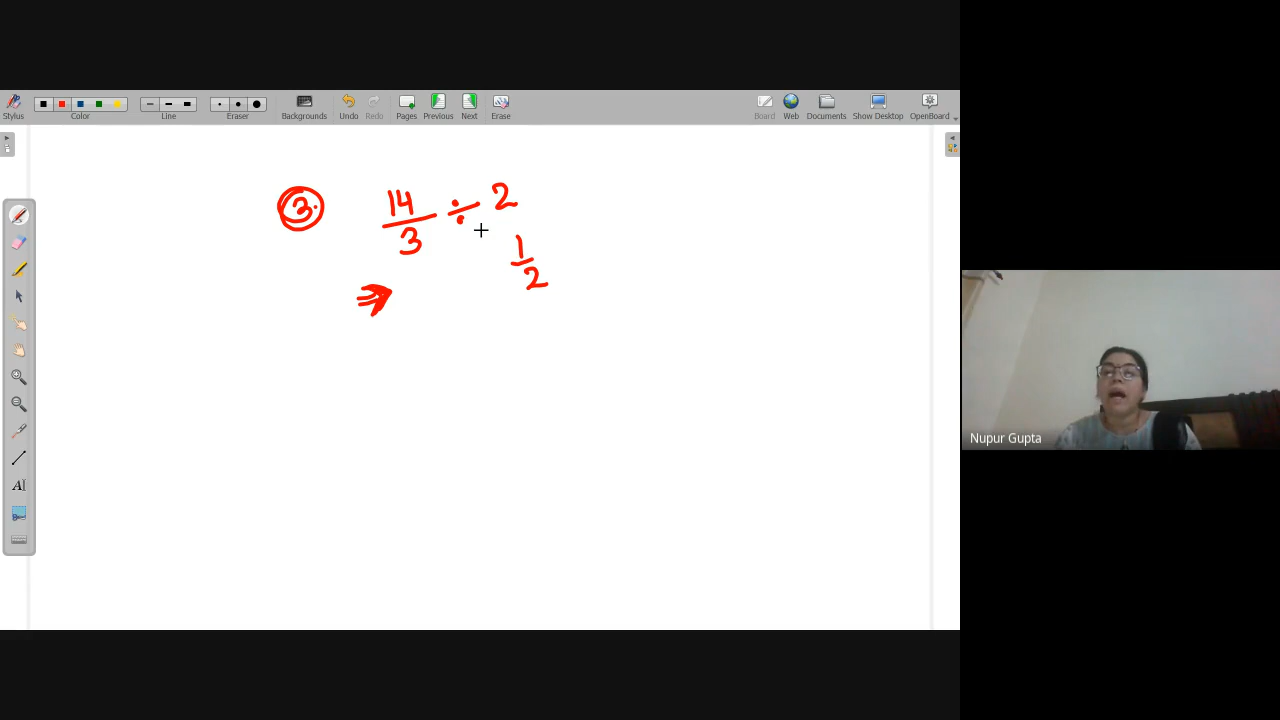 Stylus Color Line Eraser Backgrounds Undo Redo Pages Previous Next Erase Board Web Documents Show Desktop OpenBoard
3. 14/3 ÷ 2
1/2
⇒
Nupur Gupta